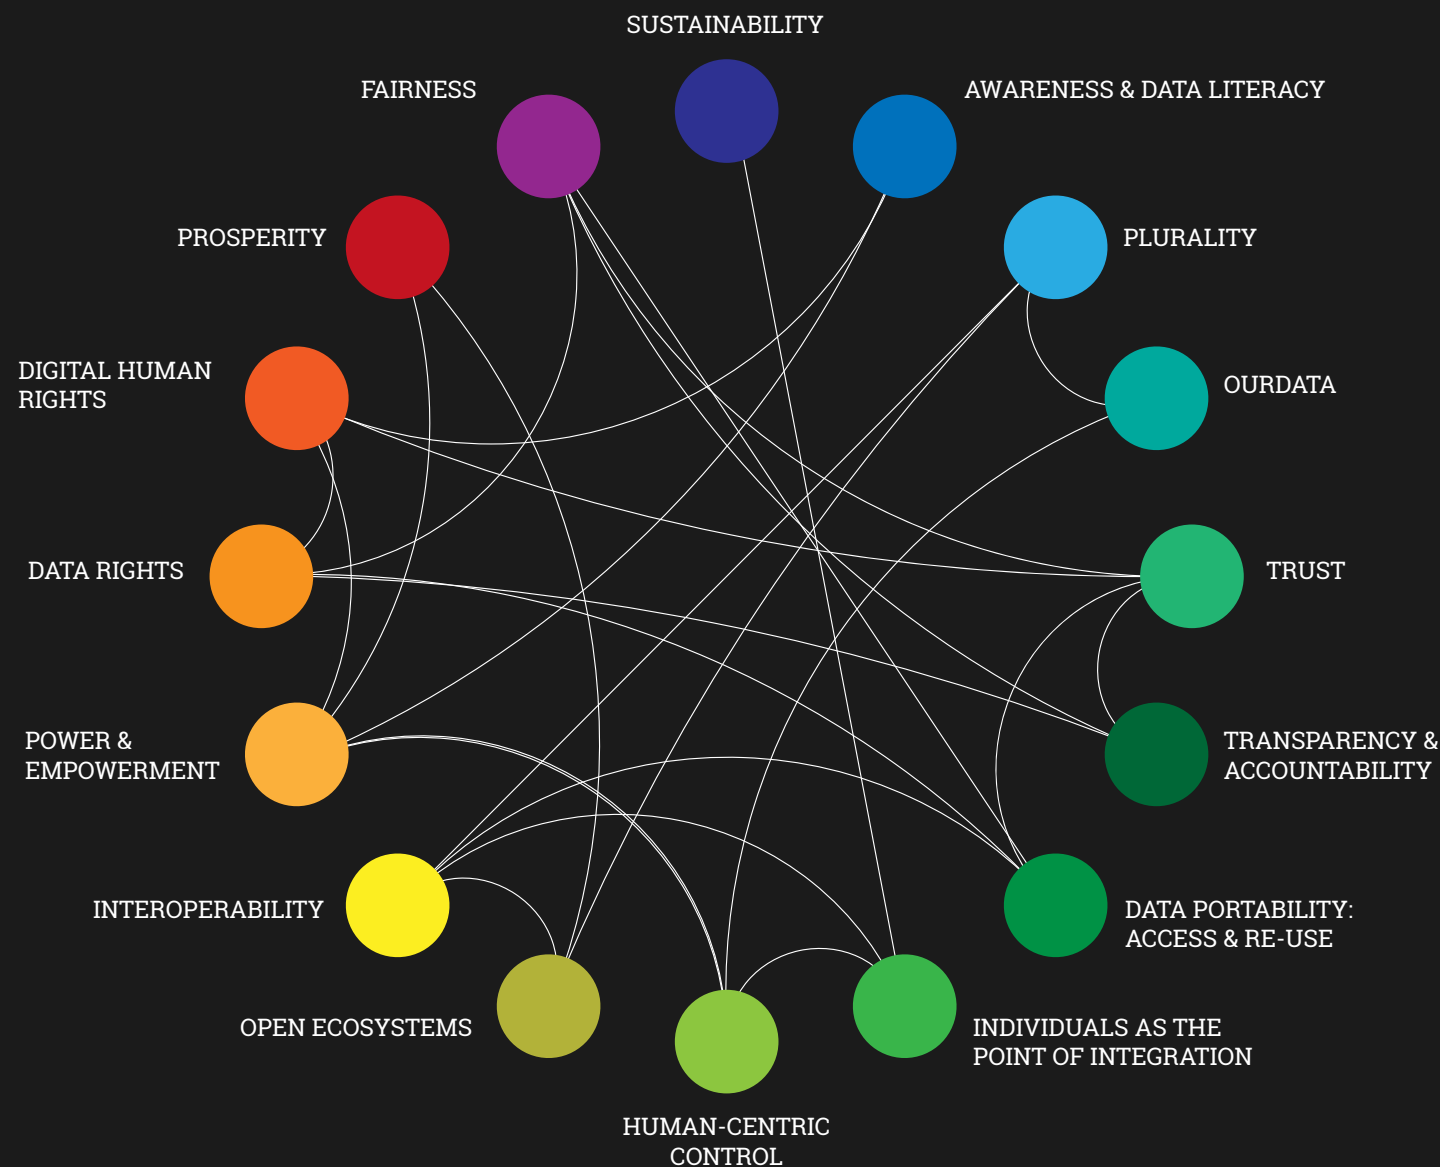 SUSTAINABILITY
FAIRNESS
AWARENESS & DATA LITERACY
PROSPERITY
PLURALITY
DIGITAL HUMAN
RIGHTS
OURDATA
DATA RIGHTS
TRUST
POWER &
EMPOWERMENT
TRANSPARENCY &
ACCOUNTABILITY
INTEROPERABILITY
DATA PORTABILITY:
ACCESS & RE-USE
OPEN ECOSYSTEMS
INDIVIDUALS AS THE
POINT OF INTEGRATION
HUMAN-CENTRIC
CONTROL